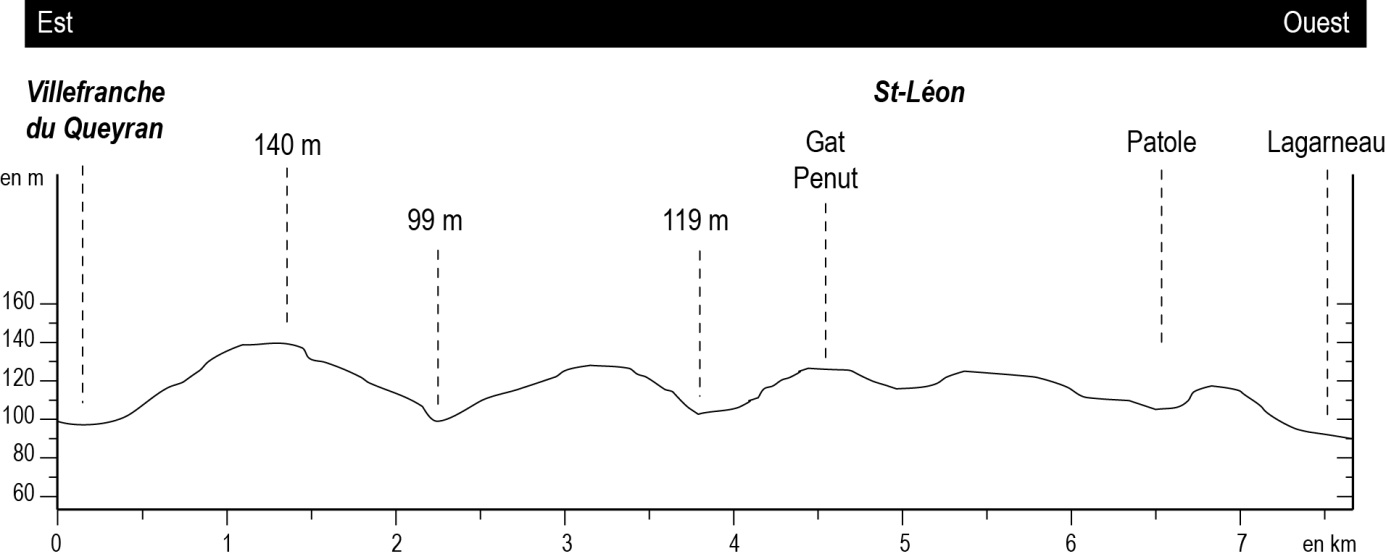 Est Ouest
Villefranche
du Queyran
St-Léon
140 m
Gat
Penut
Patole
Lagarneau
en m
99 m
119 m
160
140
120
100
80
60
0 1 2 3 4 5 6 7 en km